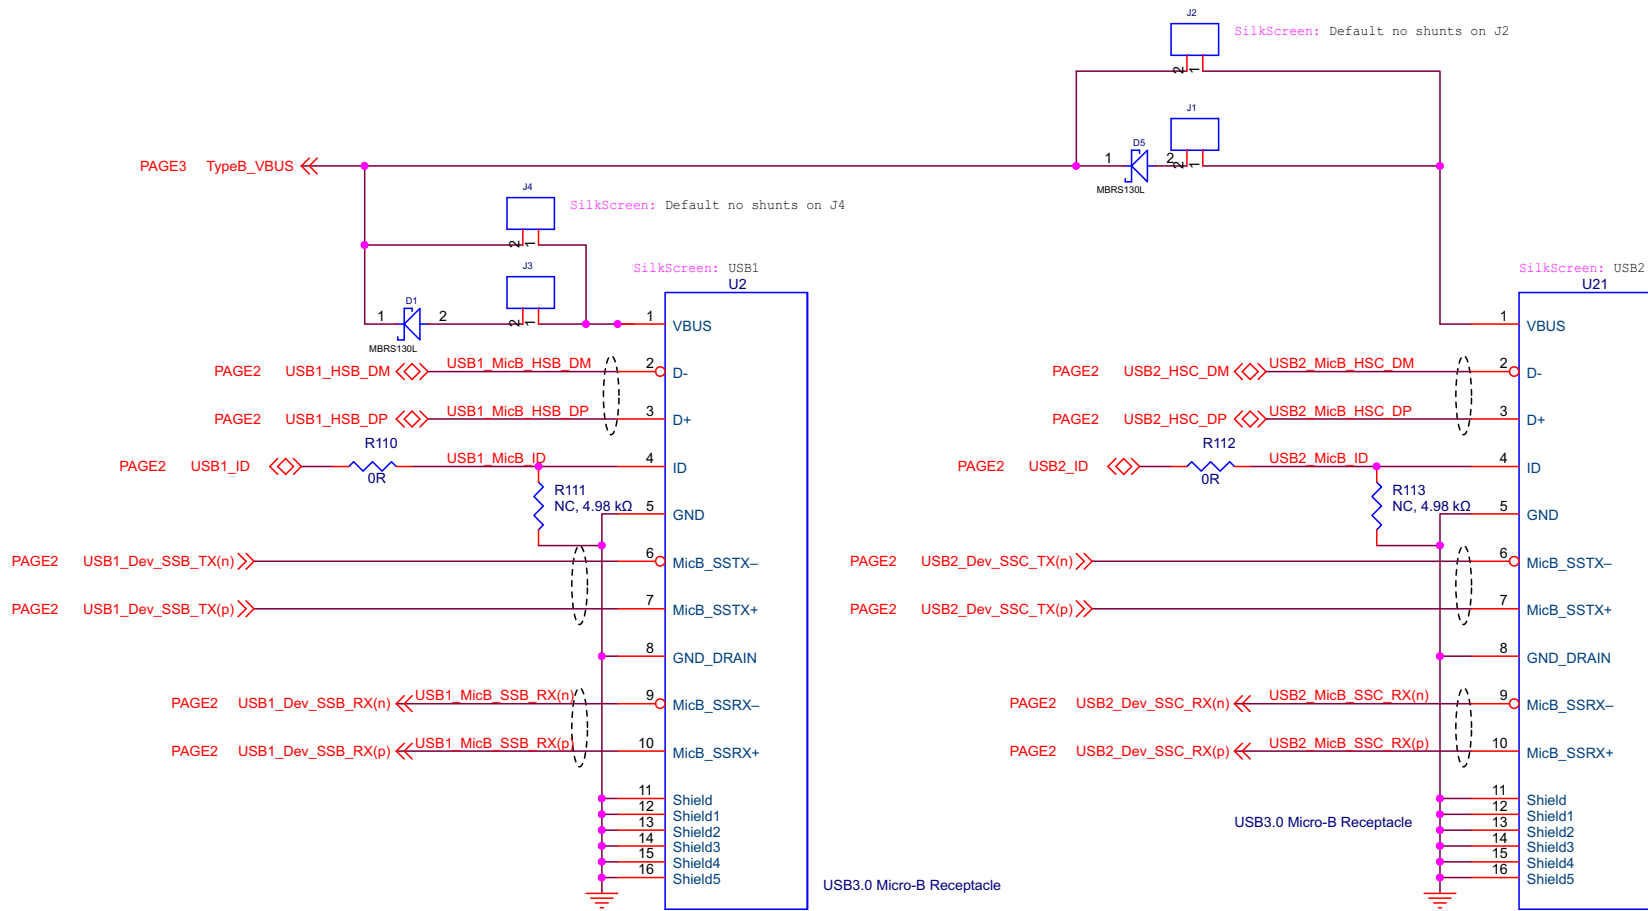 J2
SilkScreen: Default no shunts on J2
2 1
J1
D5
1 2 2 1
MBRS130L
PAGE3 TypeB_VBUS
J4
SilkScreen: Default no shunts on J4
2 1
J3
D1
1 2 2 1
MBRS130L
SilkScreen: USB1
U2
1 VBUS
PAGE2 USB1_HSB_DM USB1_MicB_HSB_DM 2 D-
PAGE2 USB1_HSB_DP USB1_MicB_HSB_DP 3 D+
R110
PAGE2 USB1_ID 0R USB1_MicB_ID 4 ID
R111
NC, 4.98 kΩ 5 GND
PAGE2 USB1_Dev_SSB_TX(n) 6 MicB_SSTX–
PAGE2 USB1_Dev_SSB_TX(p) 7 MicB_SSTX+
8 GND_DRAIN
PAGE2 USB1_Dev_SSB_RX(n) USB1_MicB_SSB_RX(n) 9 MicB_SSRX–
PAGE2 USB1_Dev_SSB_RX(p) USB1_MicB_SSB_RX(p) 10 MicB_SSRX+
11 Shield
12 Shield1
13 Shield2
14 Shield3
15 Shield4
16 Shield5
USB3.0 Micro-B Receptacle
SilkScreen: USB2
U21
1 VBUS
PAGE2 USB2_HSC_DM USB2_MicB_HSC_DM 2 D-
PAGE2 USB2_HSC_DP USB2_MicB_HSC_DP 3 D+
R112
PAGE2 USB2_ID 0R USB2_MicB_ID 4 ID
R113
NC, 4.98 kΩ 5 GND
PAGE2 USB2_Dev_SSC_TX(n) 6 MicB_SSTX–
PAGE2 USB2_Dev_SSC_TX(p) 7 MicB_SSTX+
8 GND_DRAIN
PAGE2 USB2_Dev_SSC_RX(n) USB2_MicB_SSC_RX(n) 9 MicB_SSRX–
PAGE2 USB2_Dev_SSC_RX(p) USB2_MicB_SSC_RX(p) 10 MicB_SSRX+
11 Shield
12 Shield1
13 Shield2
14 Shield3
15 Shield4
16 Shield5
USB3.0 Micro-B Receptacle